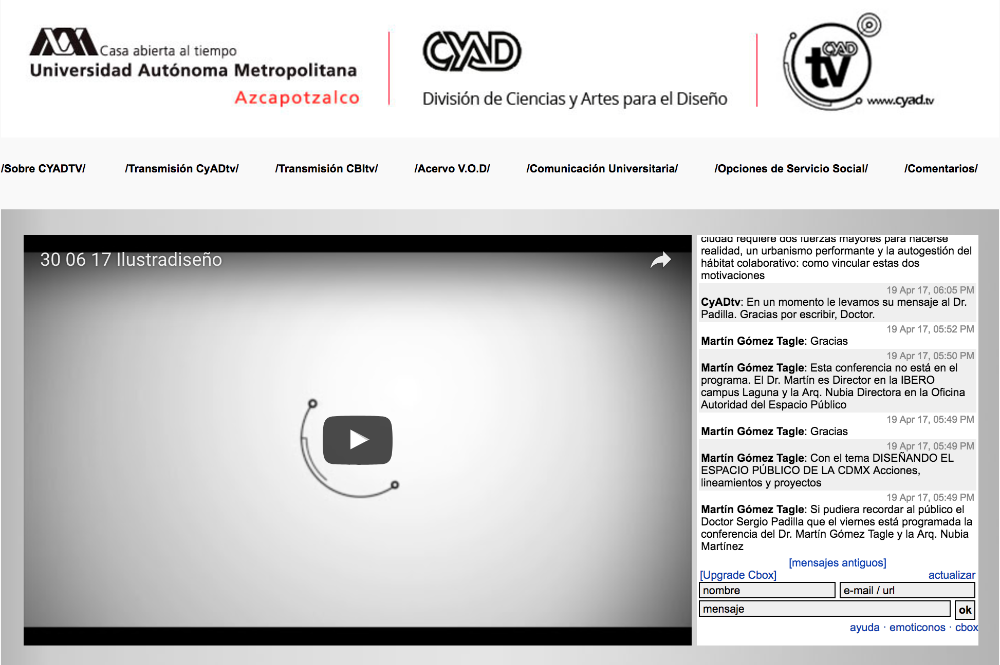 Casa abierta al tiempo
Universidad Autónoma Metropolitana
Azcapotzalco
CYAD
División de Ciencias y Artes para el Diseño
CYAD
tv
www.cyad.tv
/Sobre CYADTV/ /Transmisión CyADtv/ /Transmisión CBItv/ /Acervo V.O.D/ /Comunicación Universitaria/ /Opciones de Servicio Social/ /Comentarios/
30 06 17 Ilustradiseño
ciudad requiere dos fuerzas mayores para hacerse
realidad, un urbanismo performante y la autogestión del
hábitat colaborativo: como vincular estas dos
motivaciones
19 Apr 17, 06:05 PM
CyADtv: En un momento le levamos su mensaje al Dr.
Padilla. Gracias por escribir, Doctor.
19 Apr 17, 05:52 PM
Martín Gómez Tagle: Gracias
19 Apr 17, 05:50 PM
Martín Gómez Tagle: Esta conferencia no está en el
programa. El Dr. Martín es Director en la IBERO
campus Laguna y la Arq. Nubia Directora en la Oficina
Autoridad del Espacio Público
19 Apr 17, 05:49 PM
Martín Gómez Tagle: Gracias
19 Apr 17, 05:49 PM
Martín Gómez Tagle: Con el tema DISEÑANDO EL
ESPACIO PÚBLICO DE LA CDMX Acciones,
lineamientos y proyectos
19 Apr 17, 05:49 PM
Martín Gómez Tagle: Si pudiera recordar al público el
Doctor Sergio Padilla que el viernes está programada la
conferencia del Dr. Martín Gómez Tagle y la Arq. Nubia
Martínez
[mensajes antiguos]
[Upgrade Cbox] actualizar
nombre e-mail / url
mensaje ok
ayuda · emoticonos · cbox